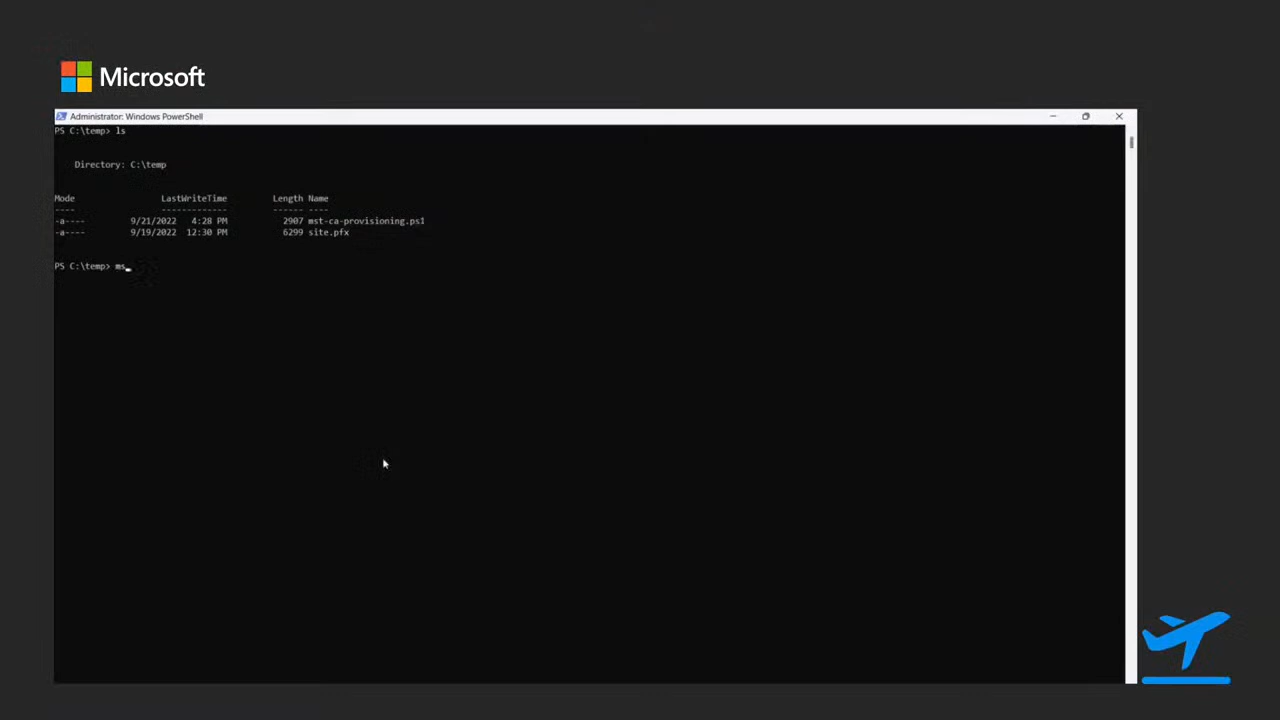 Microsoft
Administrator: Windows PowerShell
PS C:\temp> ls
Directory: C:\temp
Mode LastWriteTime Length Name
---- ------------- ------ ----
-a---- 9/21/2022 4:28 PM 2907 mst-ca-provisioning.ps1
-a---- 9/19/2022 12:30 PM 6299 site.pfx
PS C:\temp> ms_